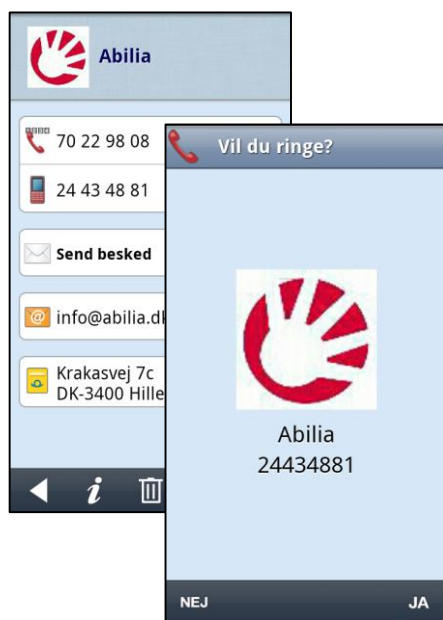 Abilia
70 22 98 08
24 43 48 81
Send besked
info@abilia.d
Krakasvej 7c
DK-3400 Hille
Vil du ringe?
Abilia
24434881
NEJ
JA